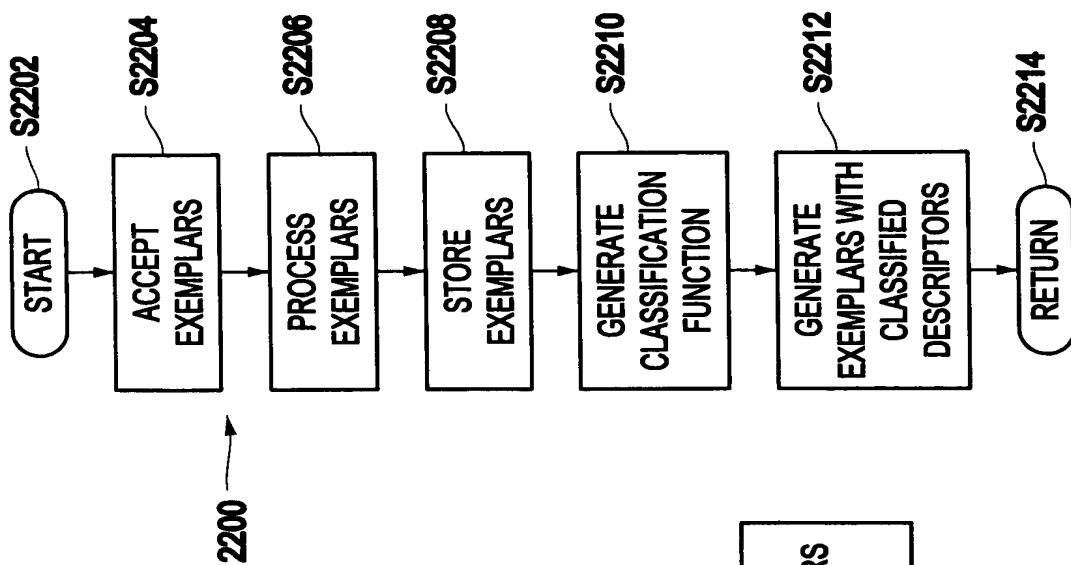 START
S2202
ACCEPT
EXEMPLARS
S2204
PROCESS
EXEMPLARS
S2206
STORE
EXEMPLARS
S2208
GENERATE
CLASSIFICATION
FUNCTION
S2210
GENERATE
EXEMPLARS WITH
CLASSIFIED
DESCRIPTORS
S2212
RETURN
S2214
2200
RS